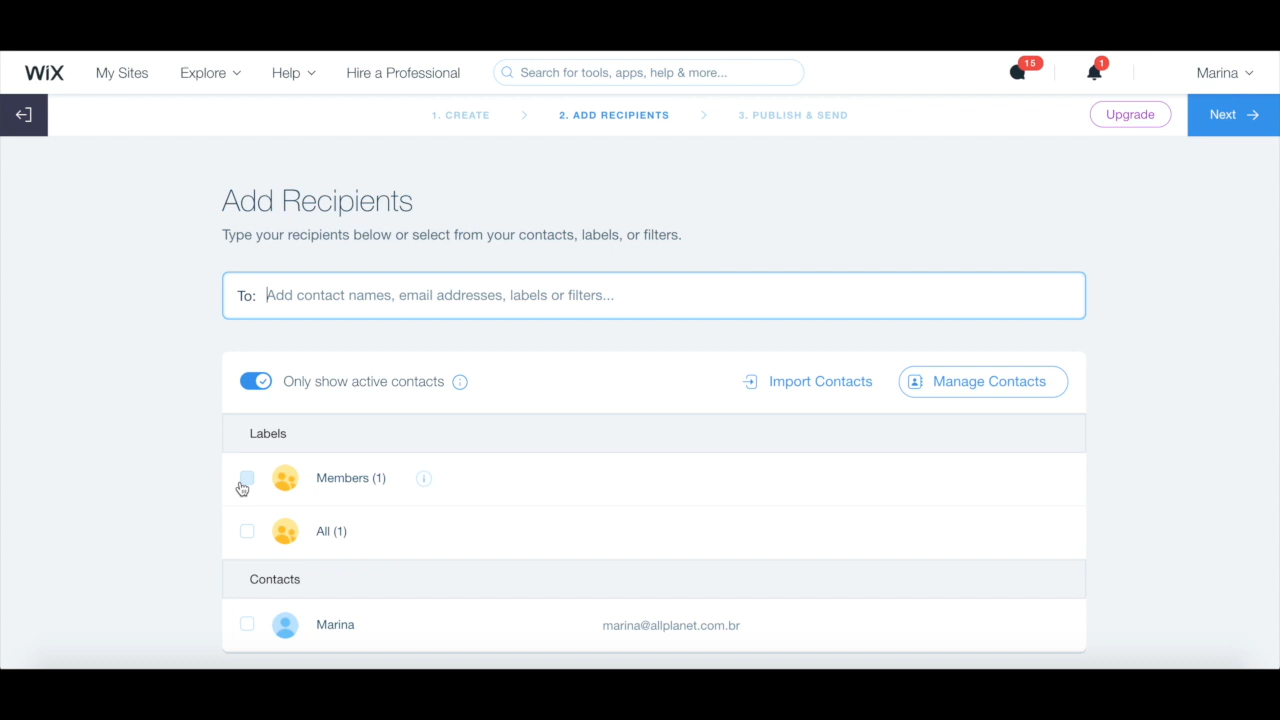 WiX My Sites Explore Help Hire a Professional Search for tools, apps, help & more... 15 1 Marina
1. CREATE 2. ADD RECIPIENTS 3. PUBLISH & SEND Upgrade Next
Add Recipients
Type your recipients below or select from your contacts, labels, or filters.
To: Add contact names, email addresses, labels or filters...
Only show active contacts Import Contacts Manage Contacts
Labels
Members (1)
All (1)
Contacts
Marina marina@allplanet.com.br